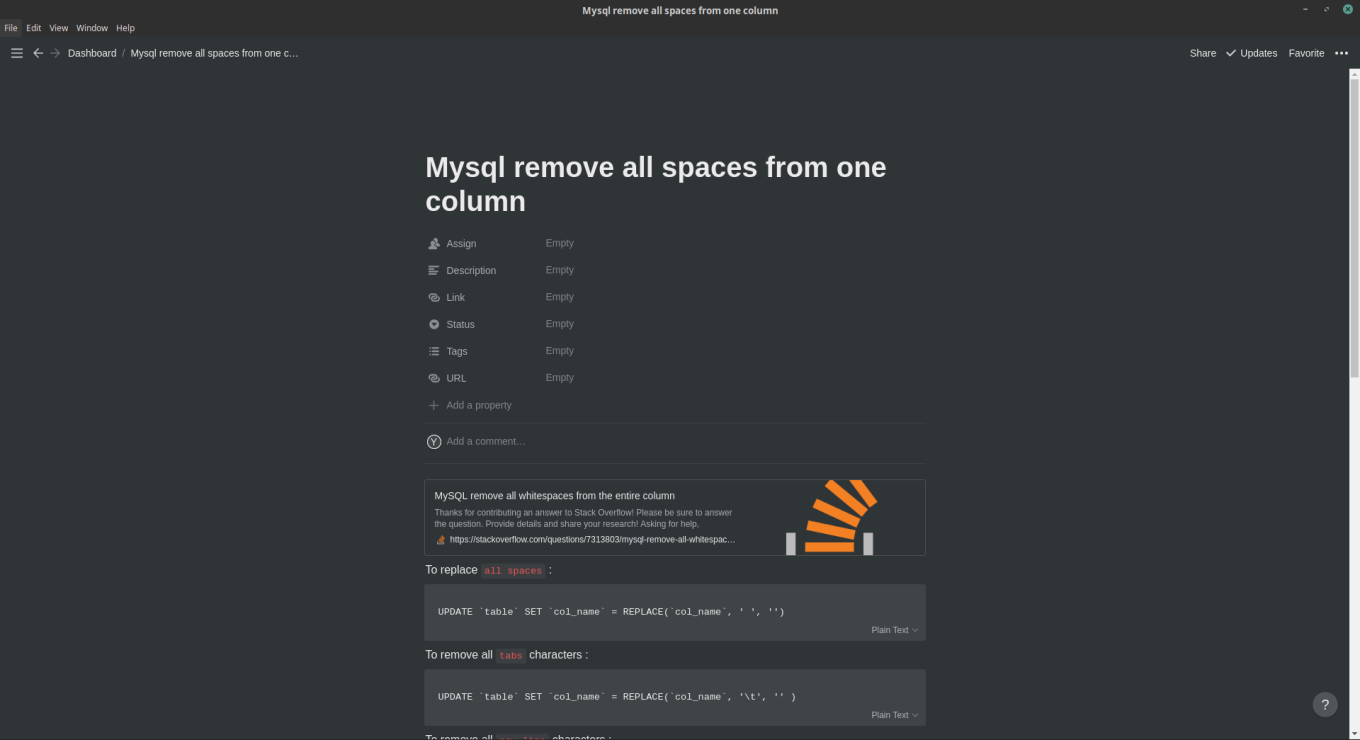 Mysql remove all spaces from one column
File Edit View Window Help
Dashboard / Mysql remove all spaces from one c…
Share Updates Favorite
Mysql remove all spaces from one
column
Assign Empty
Description Empty
Link Empty
Status Empty
Tags Empty
URL Empty
Add a property
Y Add a comment…
MySQL remove all whitespaces from the entire column
Thanks for contributing an answer to Stack Overflow! Please be sure to answer
the question. Provide details and share your research! Asking for help,
https://stackoverflow.com/questions/7313803/mysql-remove-all-whitespac…
To replace all spaces :
UPDATE `table` SET `col_name` = REPLACE(`col_name`, ' ', '')
Plain Text
To remove all tabs characters :
UPDATE `table` SET `col_name` = REPLACE(`col_name`, '\t', '' )
Plain Text
?
To remove all new line characters :